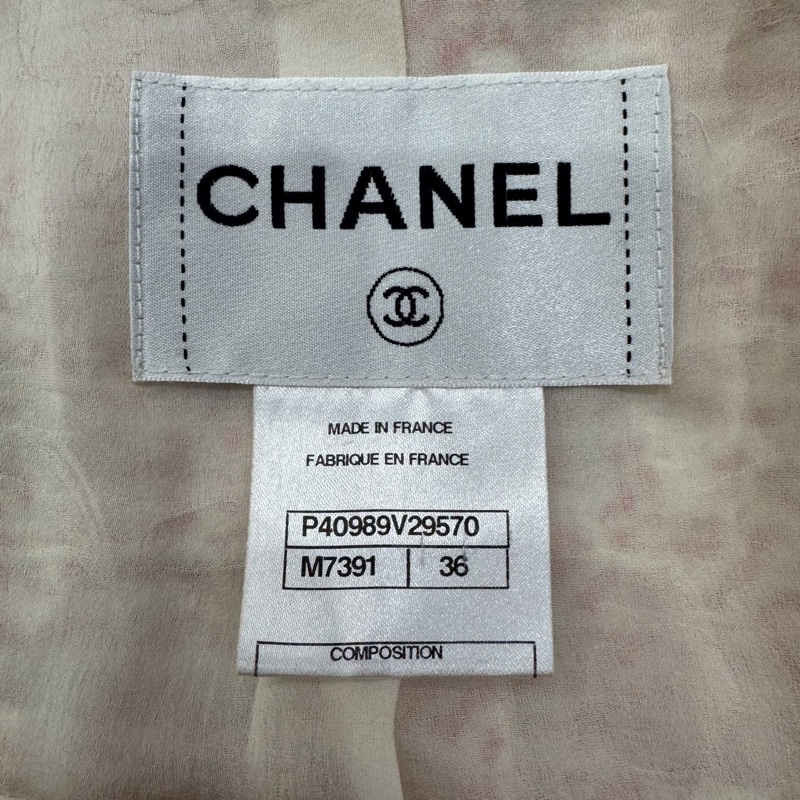 CHANEL
MADE IN FRANCE
FABRIQUE EN FRANCE
P40989V29570
M7391 36
COMPOSITION